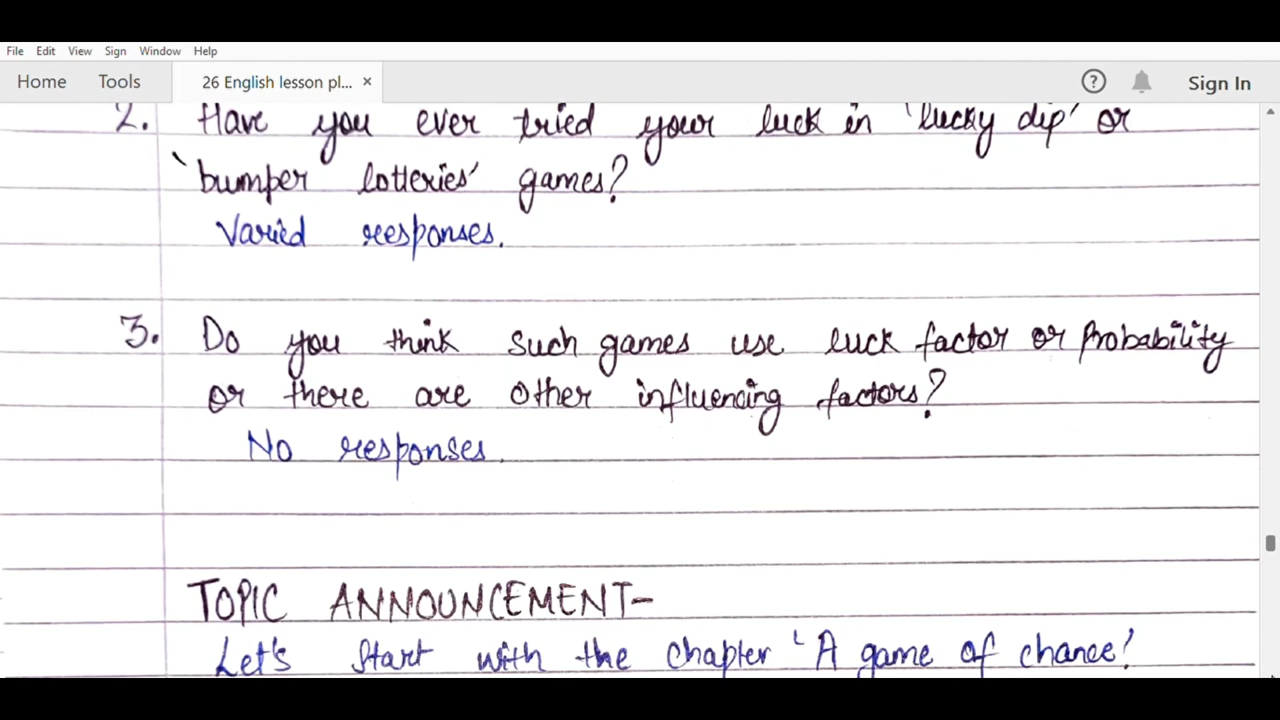 File Edit View Sign Window Help
Home Tools 26 English lesson pl... × ? Sign In
2. Have you ever tried your luck in 'lucky dip' or
'bumper lotteries' games?
Varied responses.
3. Do you think such games use luck factor or Probability
or there are other influencing factors?
No responses.
TOPIC ANNOUNCEMENT-
Let's start with the chapter 'A game of chance!